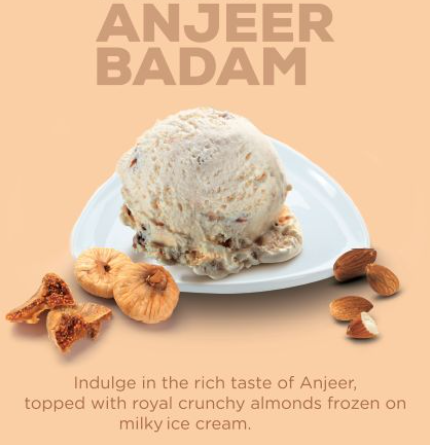 ANJEER
BADAM
Indulge in the rich taste of Anjeer,
topped with royal crunchy almonds frozen on
milky ice cream.